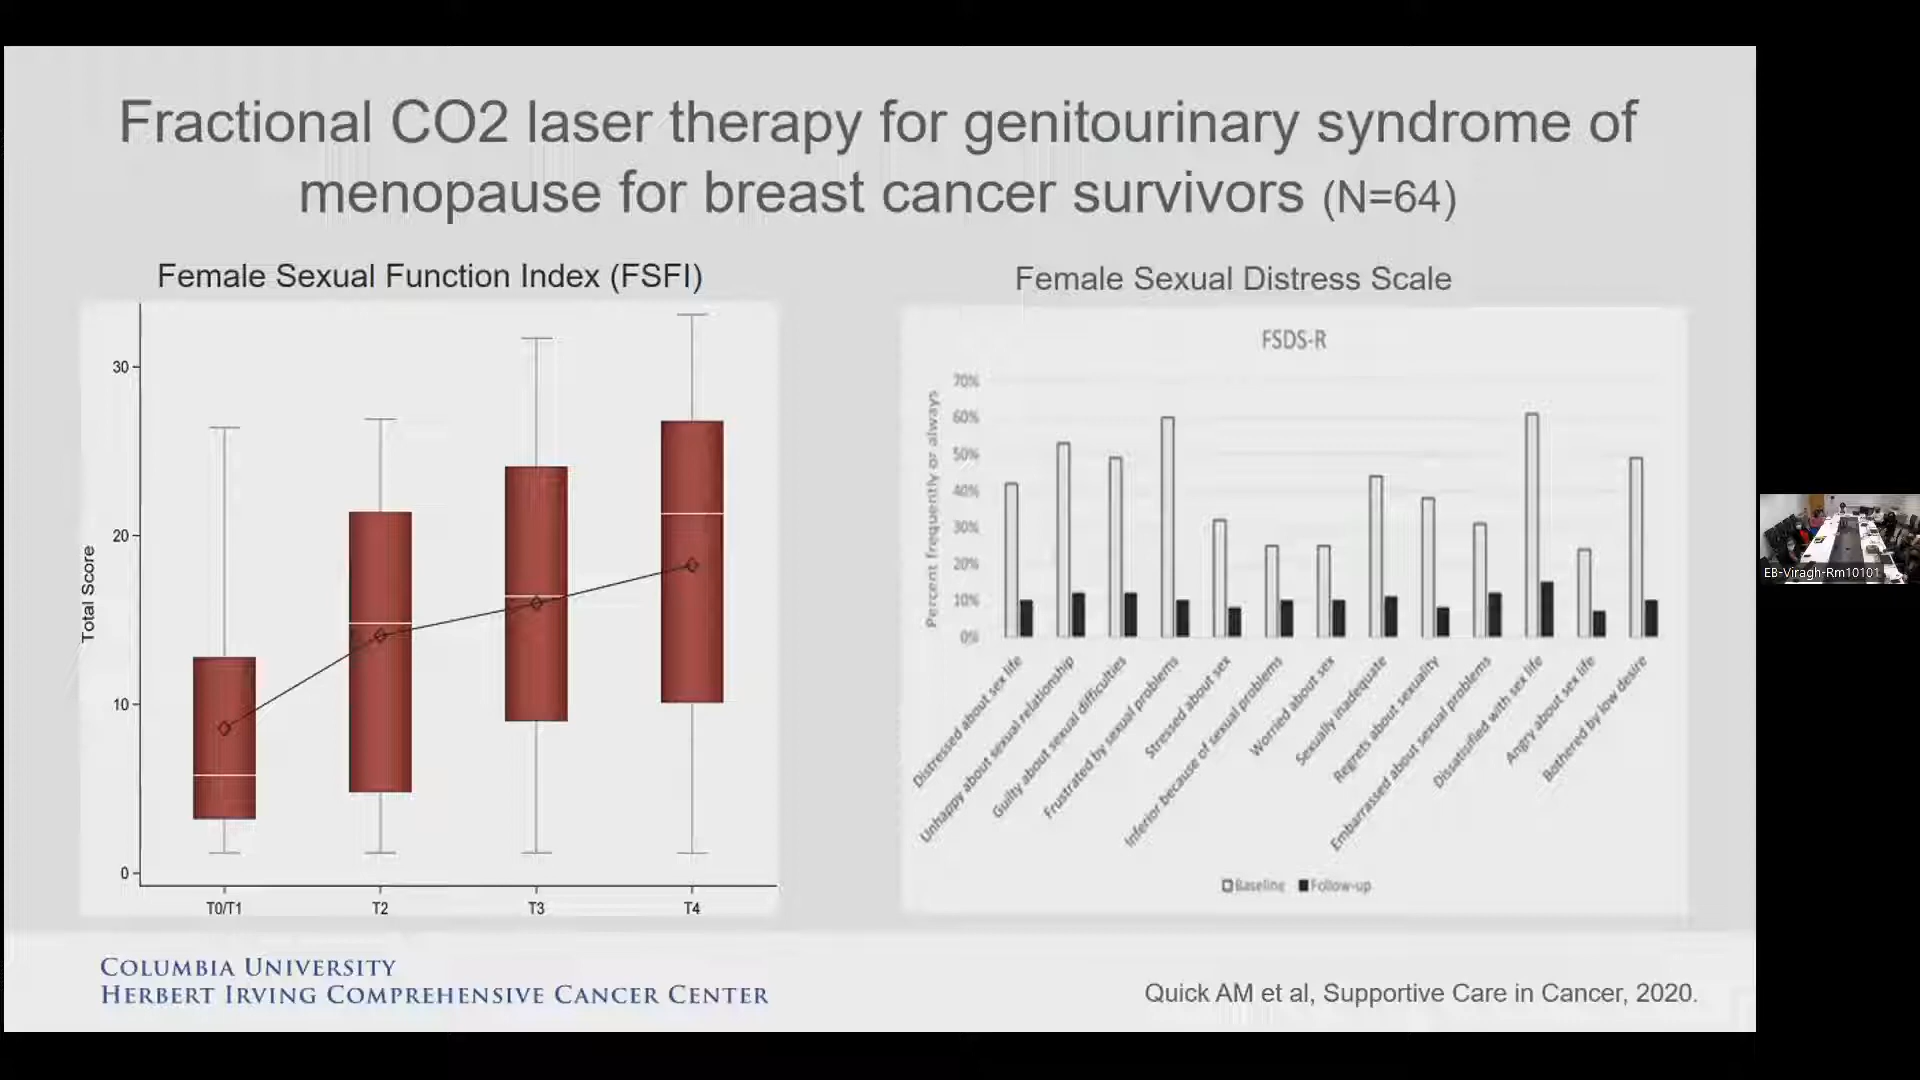 Fractional CO2 laser therapy for genitourinary syndrome of
menopause for breast cancer survivors (N=64)
Female Sexual Function Index (FSFI)
Total Score
30
20
10
0
T0/T1
T2
T3
T4
Female Sexual Distress Scale
FSDS-R
Percent frequently or always
70%
60%
50%
40%
30%
20%
10%
0%
Distressed about sex life
Unhappy about sexual relationship
Guilty about sexual difficulties
Frustrated by sexual problems
Stressed about sex
Inferior because of sexual problems
Worried about sex
Sexually inadequate
Regrets about sexuality
Embarrassed about sexual problems
Dissatisfied with sex life
Angry about sex life
Bothered by low desire
Baseline
Follow-up
COLUMBIA UNIVERSITY
HERBERT IRVING COMPREHENSIVE CANCER CENTER
Quick AM et al, Supportive Care in Cancer, 2020.
EB-Viragh-Rm10101